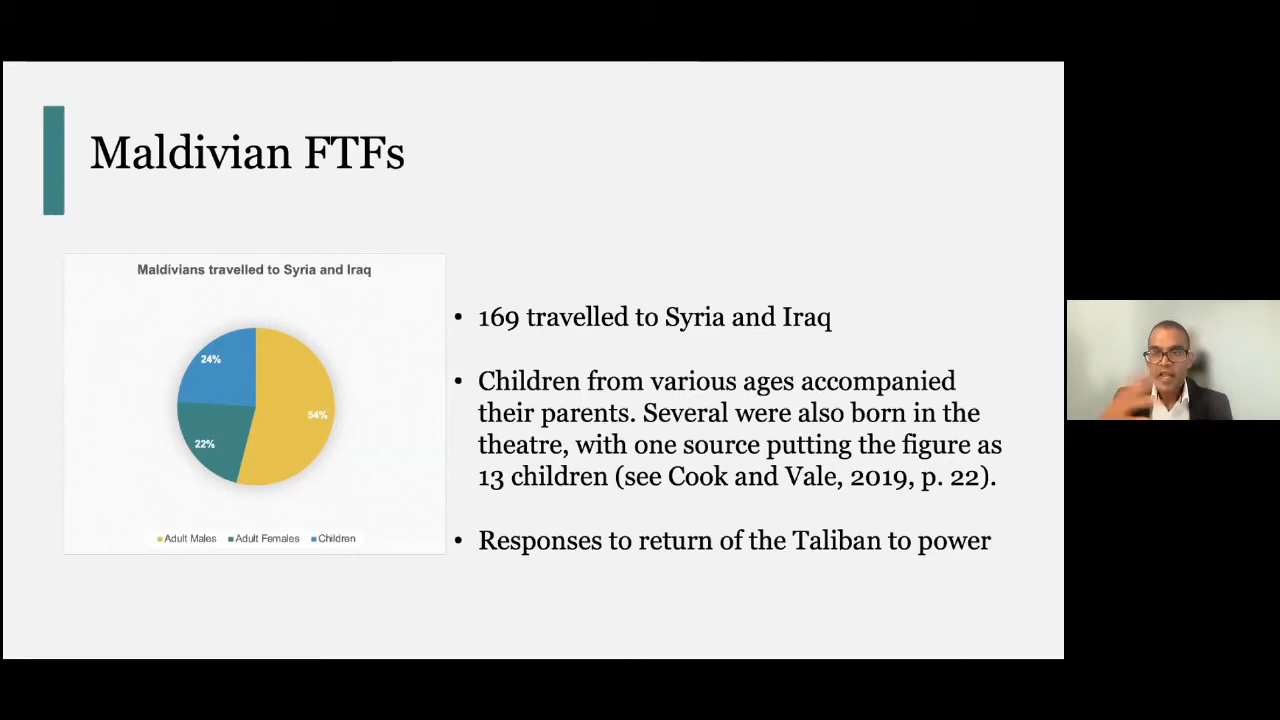 Maldivian FTFs
Maldivians travelled to Syria and Iraq
24%
54%
22%
Adult Males Adult Females Children
• 169 travelled to Syria and Iraq
• Children from various ages accompanied
their parents. Several were also born in the
theatre, with one source putting the figure as
13 children (see Cook and Vale, 2019, p. 22).
• Responses to return of the Taliban to power